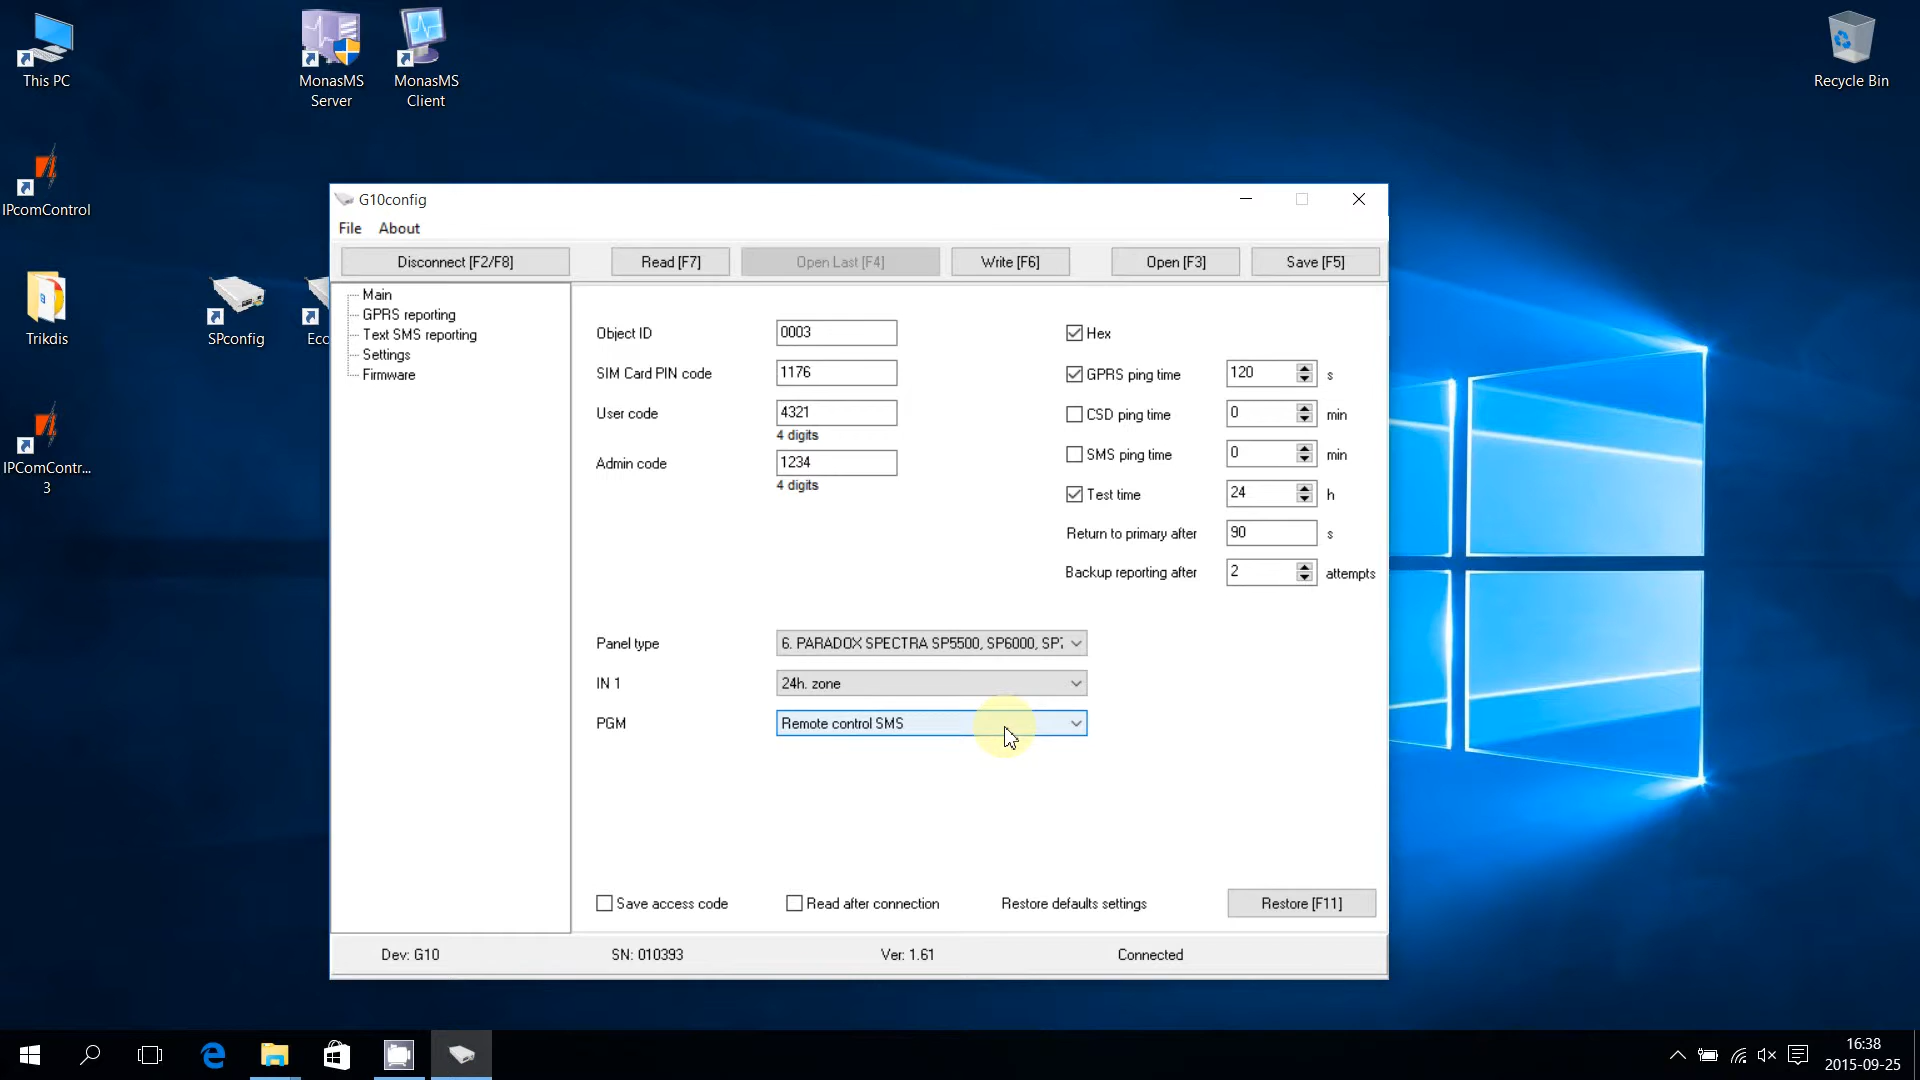 This PC
MonasMS
Server
MonasMS
Client
Recycle Bin
IPcomControl
Trikdis
SPconfig
Eco
IPComContr...
3
G10config
File
About
Disconnect [F2/F8]
Read [F7]
Open Last [F4]
Write [F6]
Open [F3]
Save [F5]
Main
GPRS reporting
Text SMS reporting
Settings
Firmware
Object ID
0003
SIM Card PIN code
1176
User code
4321
4 digits
Admin code
1234
4 digits
Hex
GPRS ping time
120
s
CSD ping time
0
min
SMS ping time
0
min
Test time
24
h
Return to primary after
90
s
Backup reporting after
2
attempts
Panel type
6. PARADOX SPECTRA SP5500, SP6000, SP7
IN 1
24h. zone
PGM
Remote control SMS
Save access code
Read after connection
Restore defaults settings
Restore [F11]
Dev: G10
SN: 010393
Ver: 1.61
Connected
16:38
2015-09-25